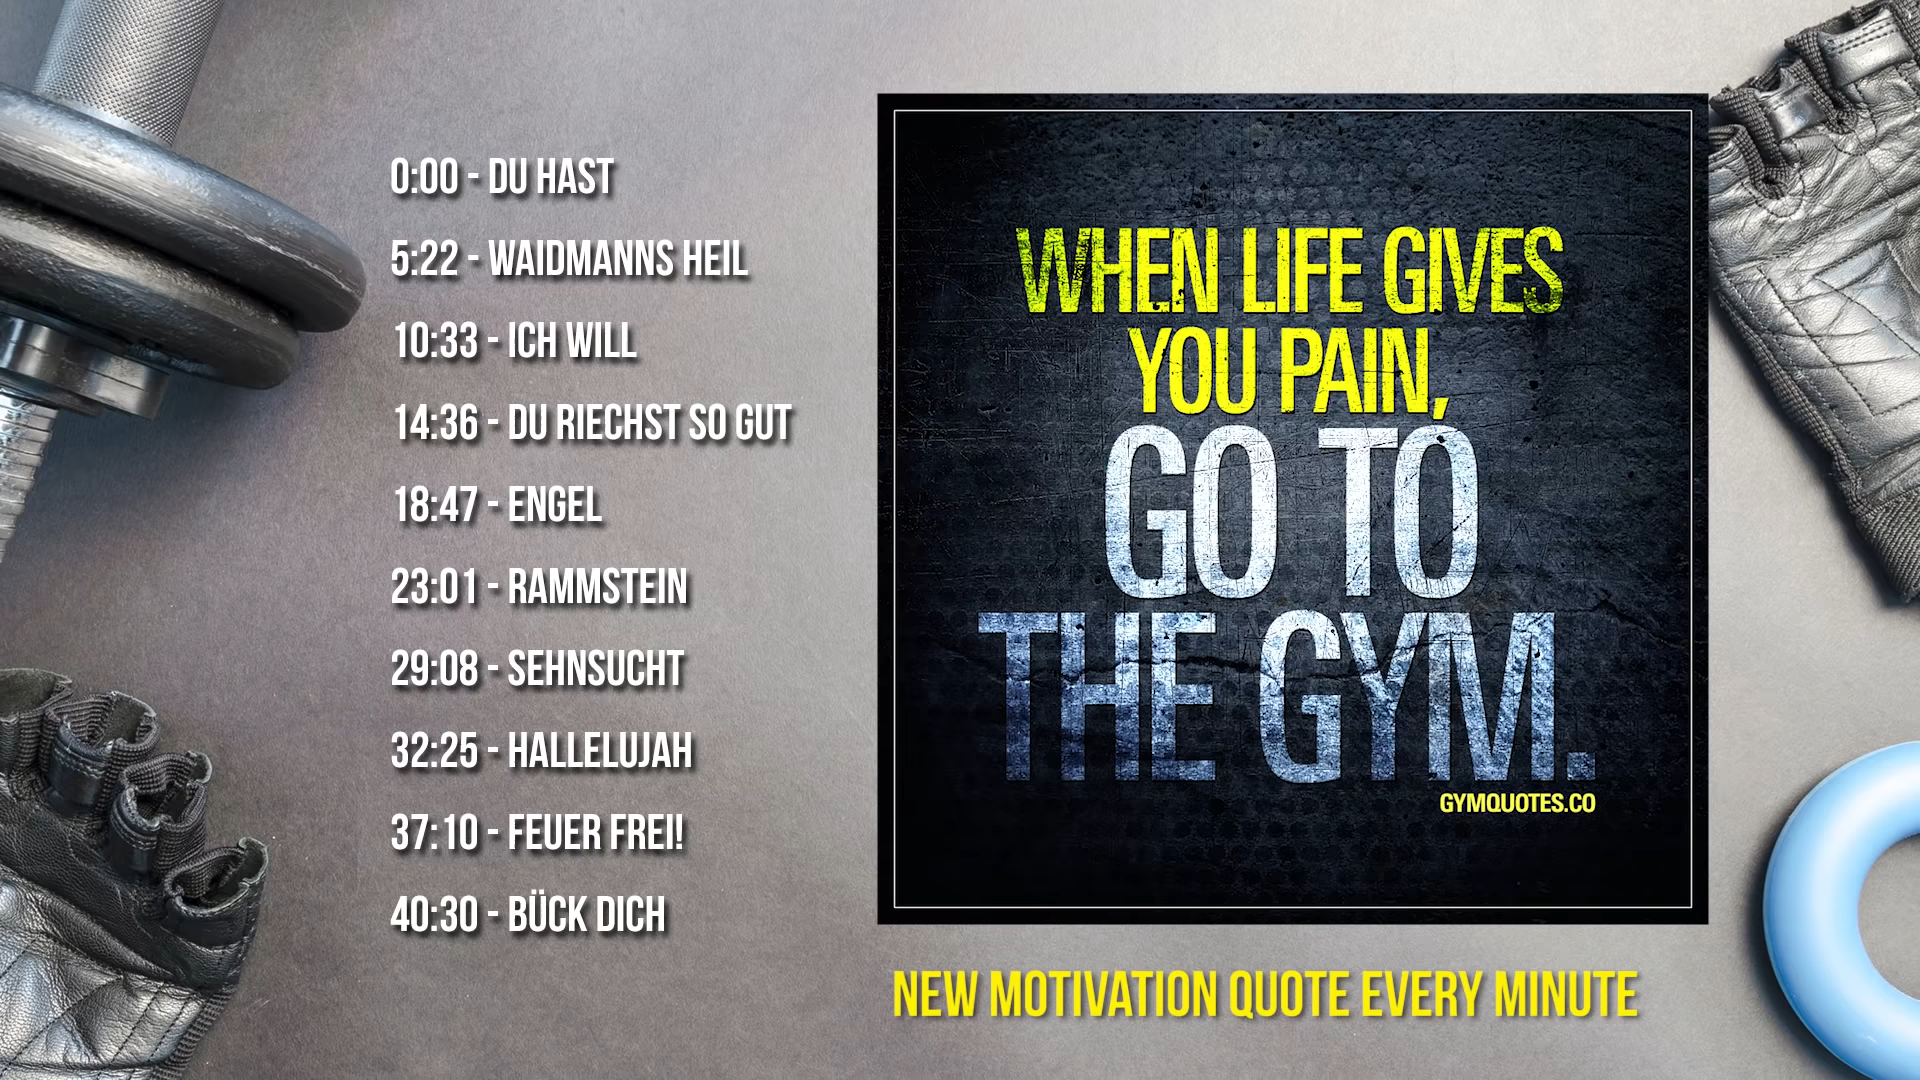 0:00 - DU HAST
5:22 - WAIDMANNS HEIL
10:33 - ICH WILL
14:36 - DU RIECHST SO GUT
18:47 - ENGEL
23:01 - RAMMSTEIN
29:08 - SEHNSUCHT
32:25 - HALLELUJAH
37:10 - FEUER FREI!
40:30 - BÜCK DICH
WHEN LIFE GIVES
YOU PAIN,
GO TO
THE GYM.
GYMQUOTES.CO
NEW MOTIVATION QUOTE EVERY MINUTE